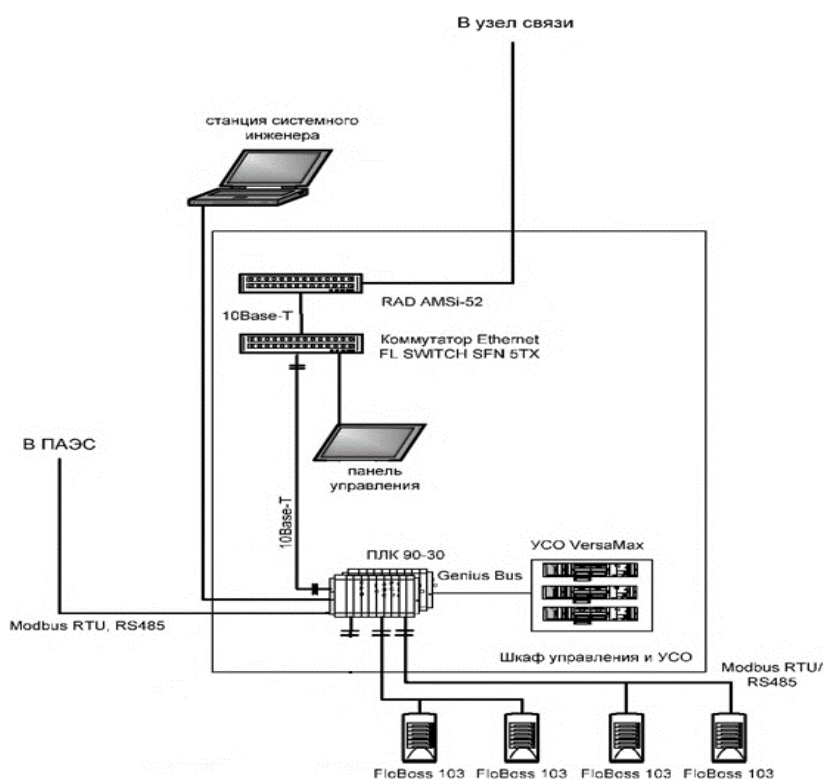 В узел связи
станция системного
инженера
RAD AMSi-52
10Base-T
Коммутатор Ethernet
FL SWITCH SFN 5TX
В ПАЭС
панель
управления
10Base-T
ПЛК 90-30
УСО VersaMax
Genius Bus
Modbus RTU, RS485
Шкаф управления и УСО
Modbus RTU/
RS485
FloBoss 103 FloBoss 103 FloBoss 103 FloBoss 103